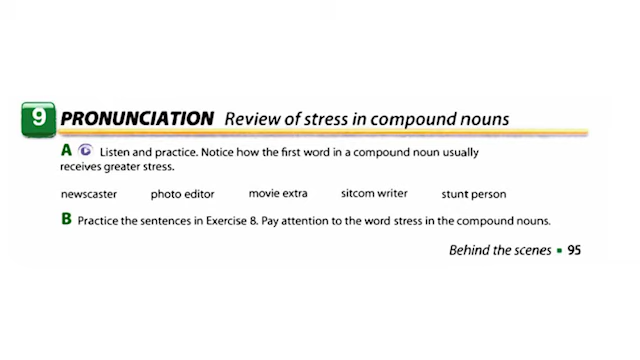 9 PRONUNCIATION Review of stress in compound nouns
A Listen and practice. Notice how the first word in a compound noun usually
receives greater stress.
newscaster photo editor movie extra sitcom writer stunt person
B Practice the sentences in Exercise 8. Pay attention to the word stress in the compound nouns.
Behind the scenes • 95